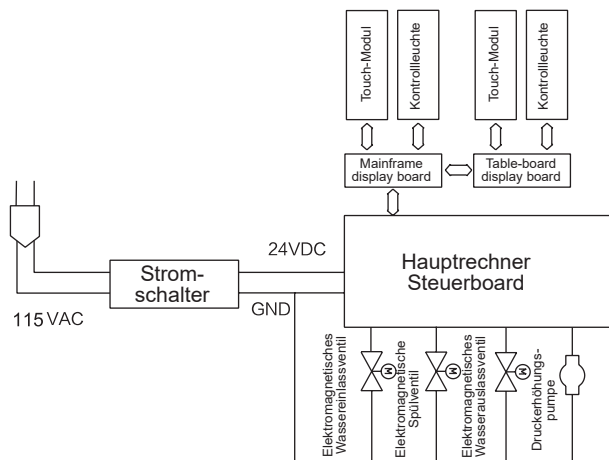 Touch-Modul
Kontrollleuchte
Touch-Modul
Kontrollleuchte
Mainframe
display board
Table-board
display board
24VDC
Strom-
schalter
Hauptrechner
Steuerboard
GND
115 VAC
Elektromagnetisches
Wassereinlassventil
M
Elektromagnetische
Spülventil
M
Elektromagnetisches
Wasserauslassventil
M
Druckerhöhungs-
pumpe